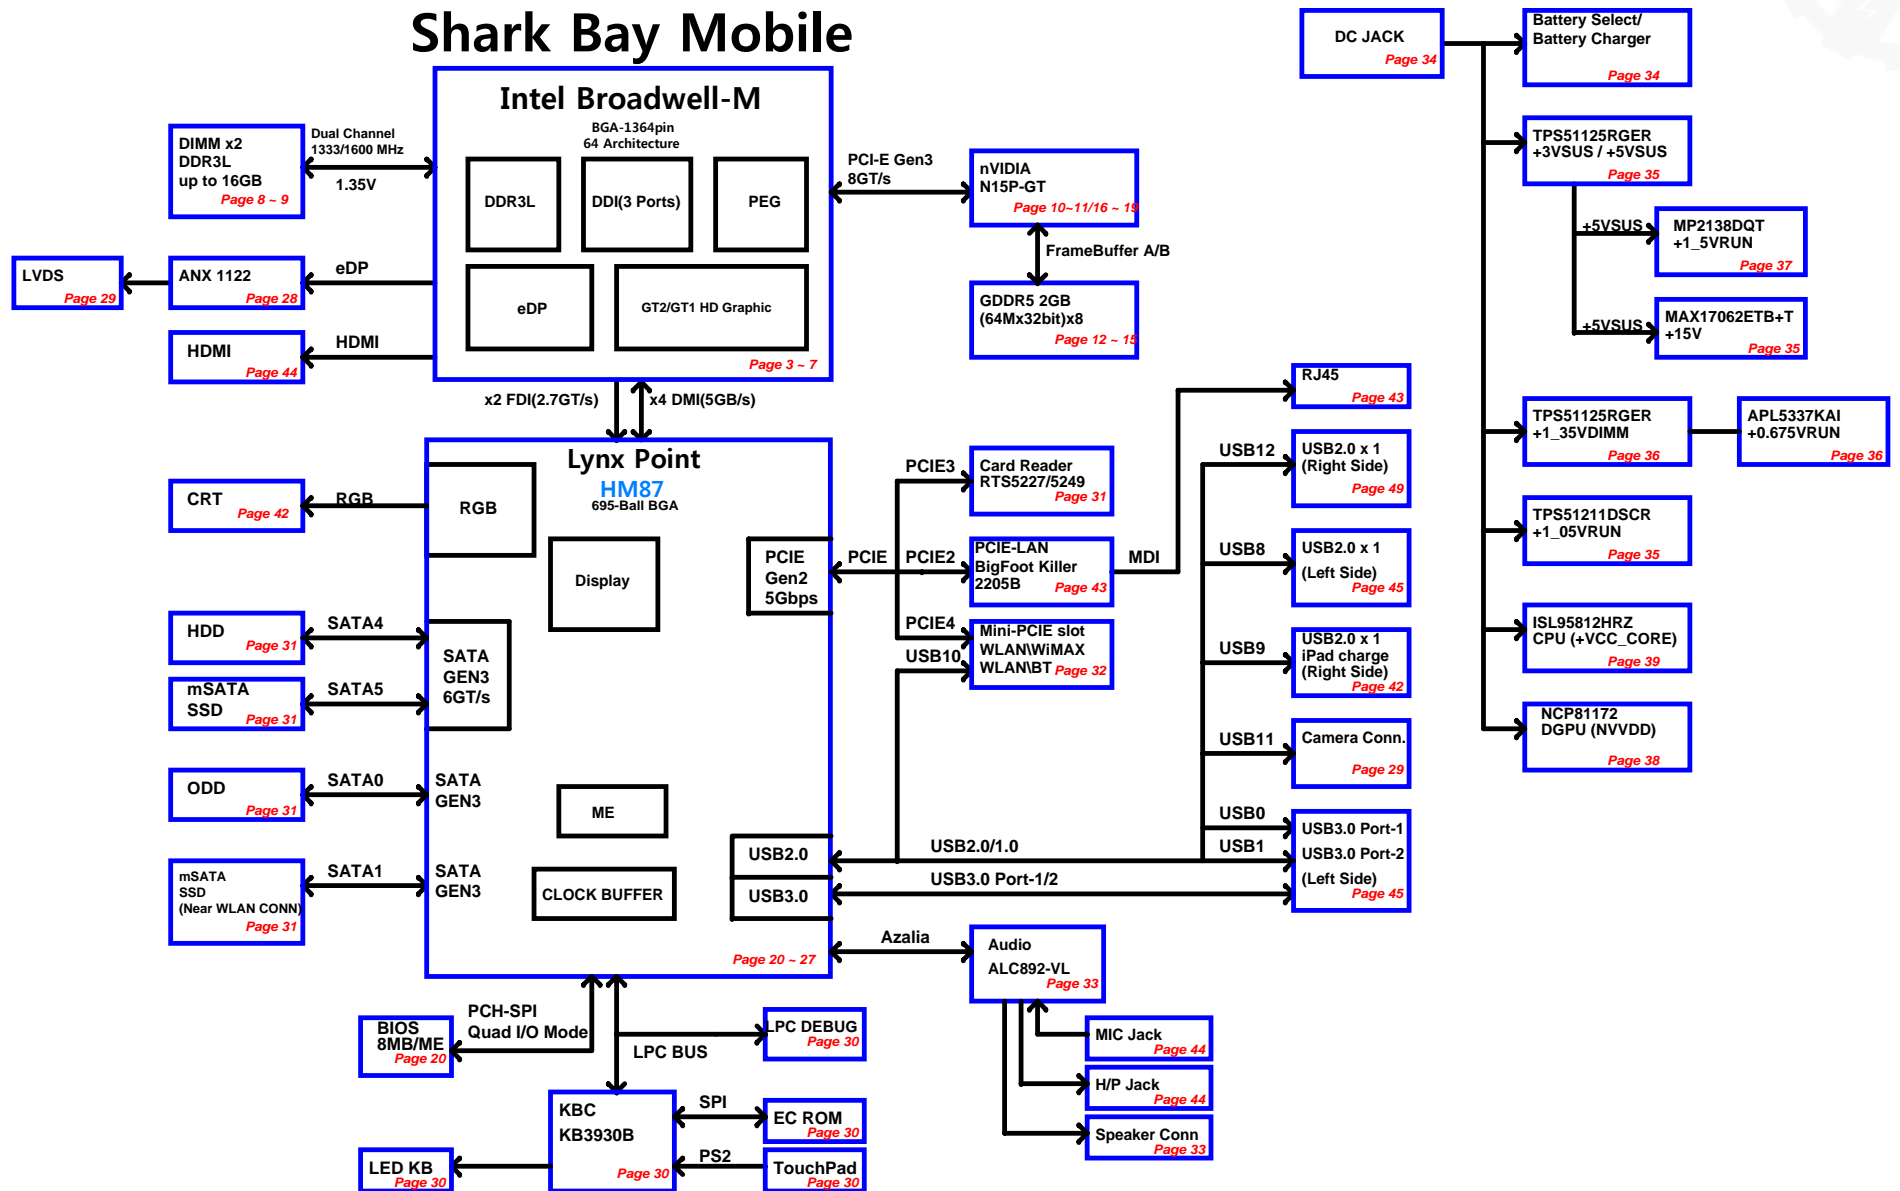 Shark Bay Mobile
Intel Broadwell-M
BGA-1364pin
64 Architecture
DDR3L
DDI(3 Ports)
PEG
eDP
GT2/GT1 HD Graphic
Page 3 ~ 7
DIMM x2
DDR3L
up to 16GB
Page 8 ~ 9
Dual Channel
1333/1600 MHz
1.35V
LVDS
Page 29
ANX 1122
Page 28
eDP
HDMI
Page 44
HDMI
PCI-E Gen3
8GT/s
nVIDIA
N15P-GT
Page 10~11/16 ~ 19
FrameBuffer A/B
GDDR5 2GB
(64Mx32bit)x8
Page 12 ~ 15
x2 FDI(2.7GT/s)
x4 DMI(5GB/s)
Lynx Point
HM87
695-Ball BGA
RGB
Display
PCIE
Gen2
5Gbps
SATA
GEN3
6GT/s
SATA
GEN3
SATA
GEN3
ME
CLOCK BUFFER
USB2.0
USB3.0
Page 20 ~ 27
CRT
Page 42
RGB
HDD
Page 31
SATA4
mSATA
SSD
Page 31
SATA5
ODD
Page 31
SATA0
mSATA
SSD
(Near WLAN CONN)
Page 31
SATA1
PCIE
PCIE3
Card Reader
RTS5227/5249
Page 31
PCIE2
PCIE-LAN
BigFoot Killer
2205B
Page 43
MDI
RJ45
Page 43
PCIE4
USB10
Mini-PCIE slot
WLAN\WiMAX
WLAN\BT
Page 32
USB12
USB2.0 x 1
(Right Side)
Page 49
USB8
USB2.0 x 1
(Left Side)
Page 45
USB9
USB2.0 x 1
iPad charge
(Right Side)
Page 42
USB11
Camera Conn.
Page 29
USB0
USB1
USB3.0 Port-1
USB3.0 Port-2
(Left Side)
Page 45
USB2.0/1.0
USB3.0 Port-1/2
Azalia
Audio
ALC892-VL
Page 33
MIC Jack
Page 44
H/P Jack
Page 44
Speaker Conn
Page 33
PCH-SPI
Quad I/O Mode
BIOS
8MB/ME
Page 20
LPC BUS
LPC DEBUG
Page 30
KBC
KB3930B
Page 30
SPI
EC ROM
Page 30
PS2
TouchPad
Page 30
LED KB
Page 30
DC JACK
Page 34
Battery Select/
Battery Charger
Page 34
TPS51125RGER
+3VSUS / +5VSUS
Page 35
+5VSUS
MP2138DQT
+1_5VRUN
Page 37
+5VSUS
MAX17062ETB+T
+15V
Page 35
TPS51125RGER
+1_35VDIMM
Page 36
APL5337KAI
+0.675VRUN
Page 36
TPS51211DSCR
+1_05VRUN
Page 35
ISL95812HRZ
CPU (+VCC_CORE)
Page 39
NCP81172
DGPU (NVVDD)
Page 38